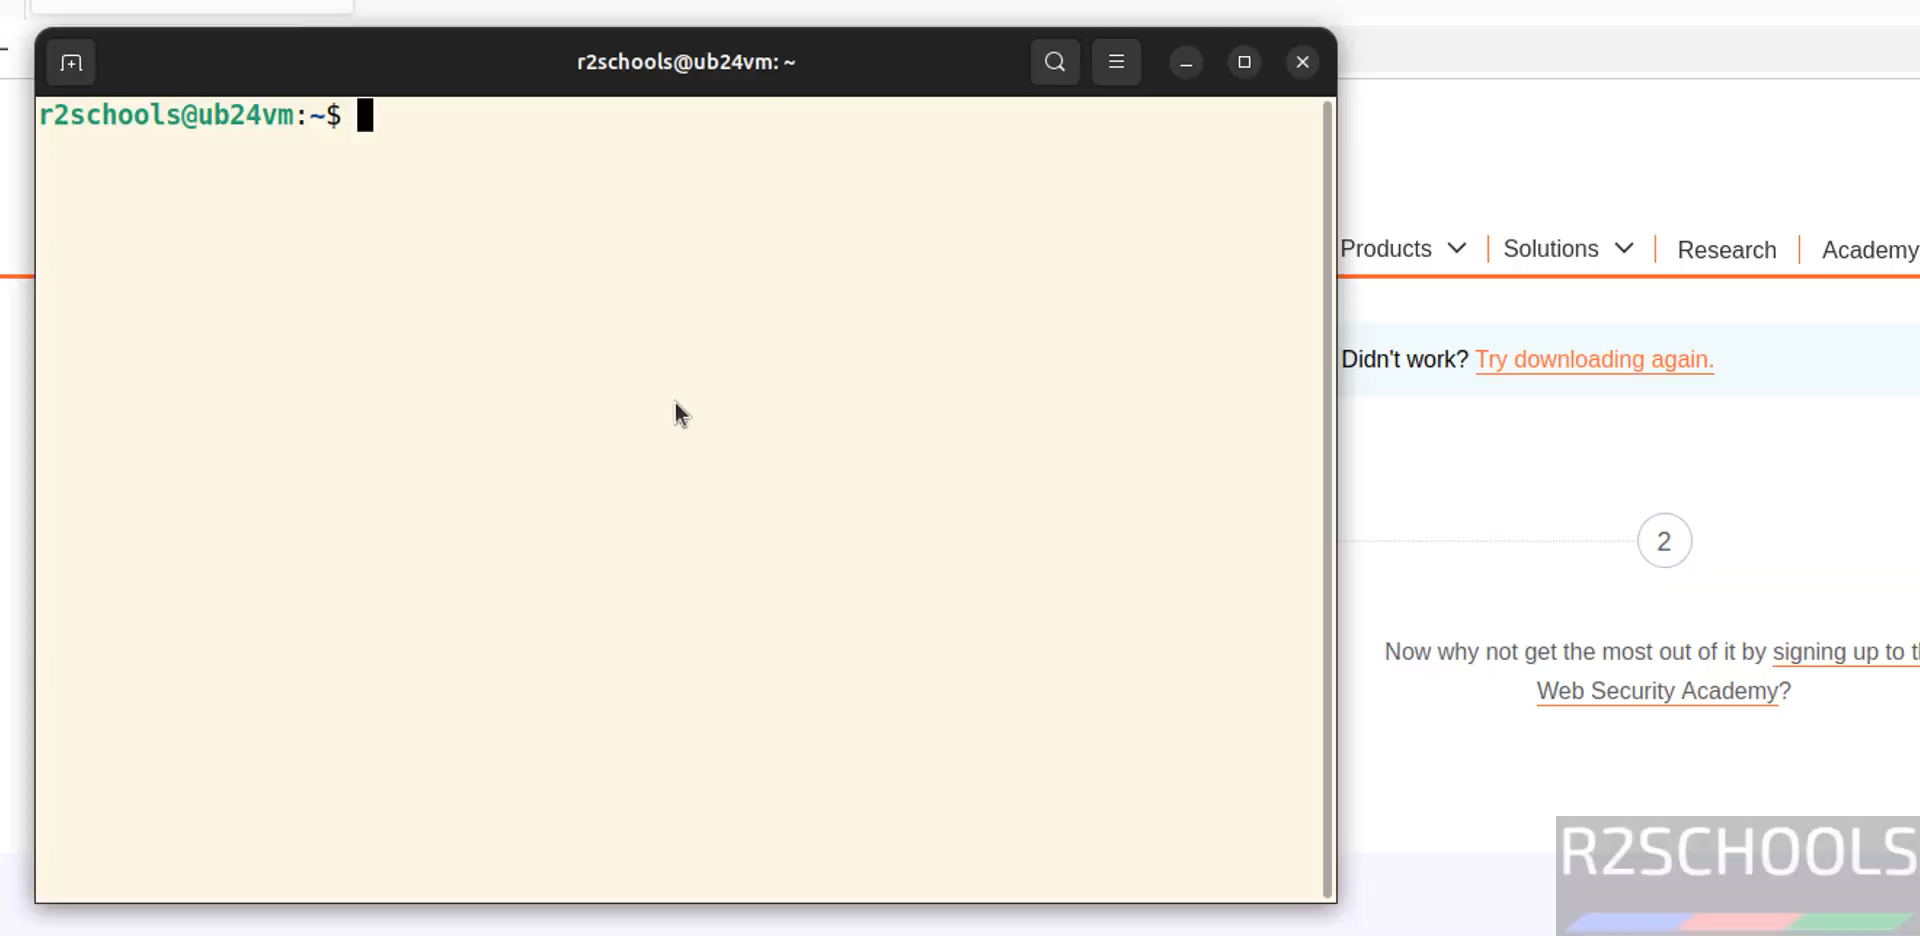 r2schools@ub24vm: ~
r2schools@ub24vm:~$
Products
Solutions
Research
Academy
Didn't work? Try downloading again.
2
Now why not get the most out of it by signing up to
Web Security Academy?
R2SCHOOLS